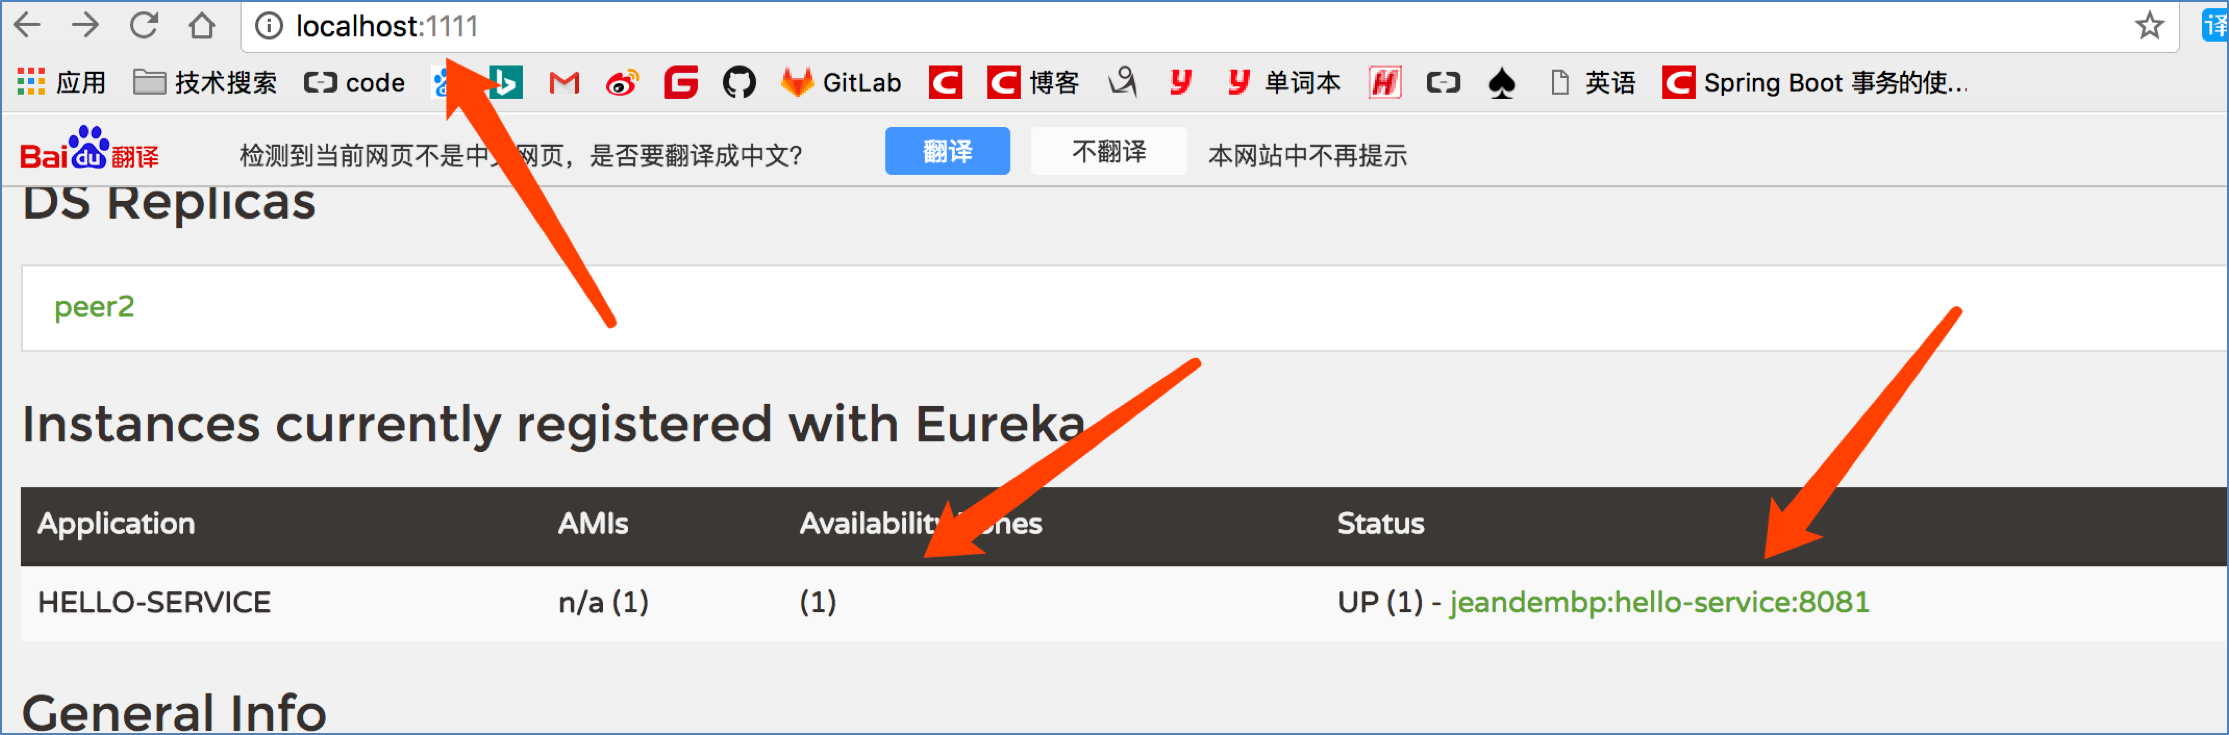 localhost:1111
应用 技术搜索 code GitLab 博客 单词本 英语 Spring Boot 事务的使...
Bai du 翻译 检测到当前网页不是中文网页，是否要翻译成中文？ 翻译 不翻译 本网站中不再提示
DS Replicas
peer2
Instances currently registered with Eureka
Application AMIs Availability Zones Status
HELLO-SERVICE n/a (1) (1) UP (1) - jeandembp:hello-service:8081
General Info